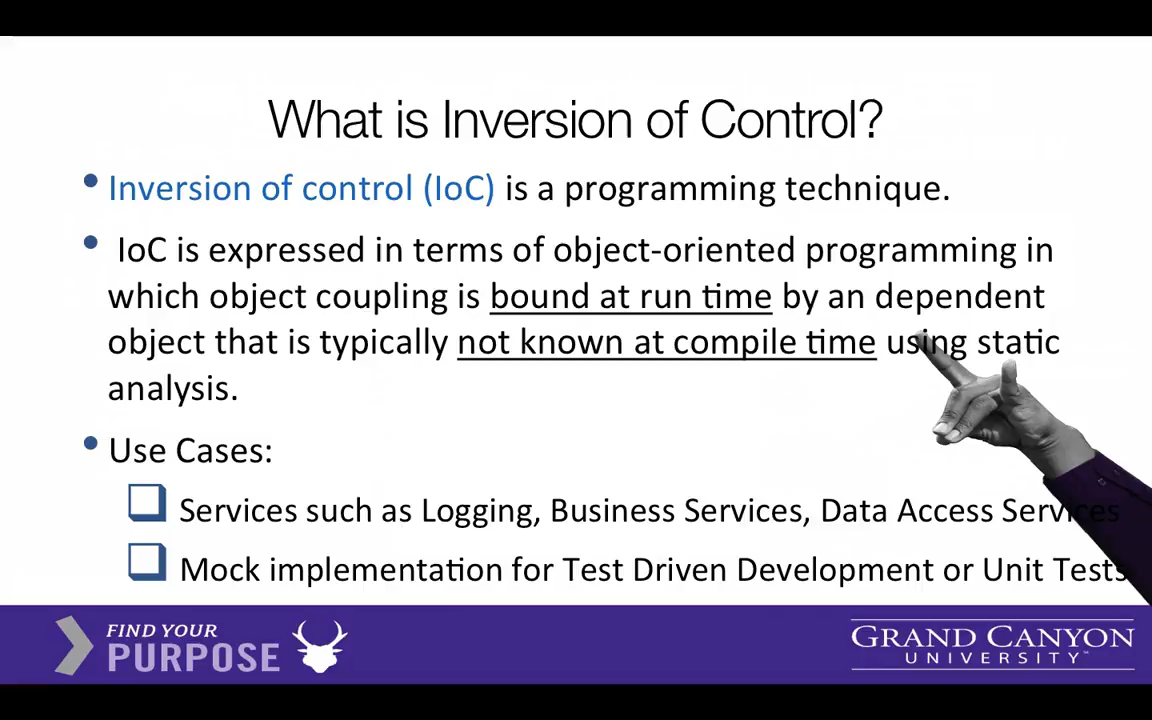 What is Inversion of Control?
• Inversion of control (IoC) is a programming technique.
• IoC is expressed in terms of object-oriented programming in
which object coupling is bound at run time by an dependent
object that is typically not known at compile time using static
analysis.
• Use Cases:
❑ Services such as Logging, Business Services, Data Access Services
❑ Mock implementation for Test Driven Development or Unit Tests
FIND YOUR
PURPOSE
GRAND CANYON
UNIVERSITY™